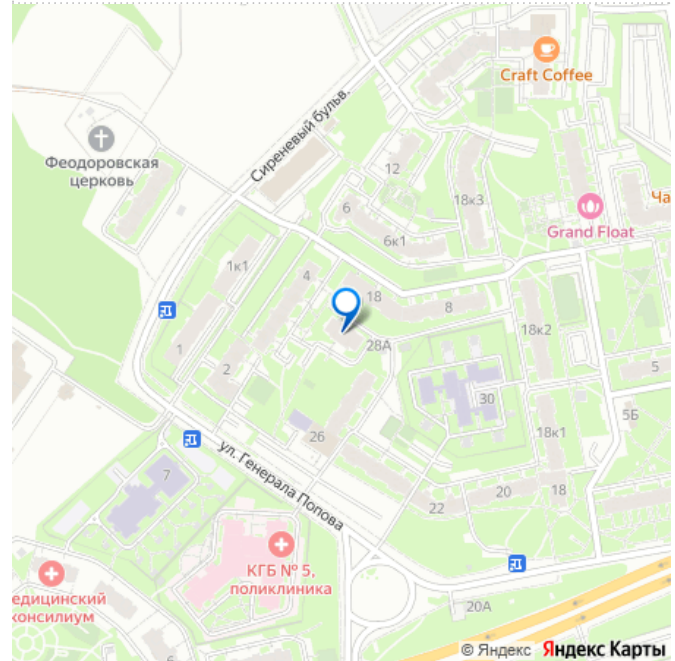 Craft Coffee
Сиреневый бульв.
Феодоровская
церковь
12
18к3
6
6к1
Grand Float
Ча
1к1
4
18
8
28А
18к2
1
2
30
5
5Б
26
18к1
7
ул. Генерала Попова
22
20
18
КГБ № 5,
поликлиника
едицинский
консилиум
20А
6
© Яндекс Яндекс Карты